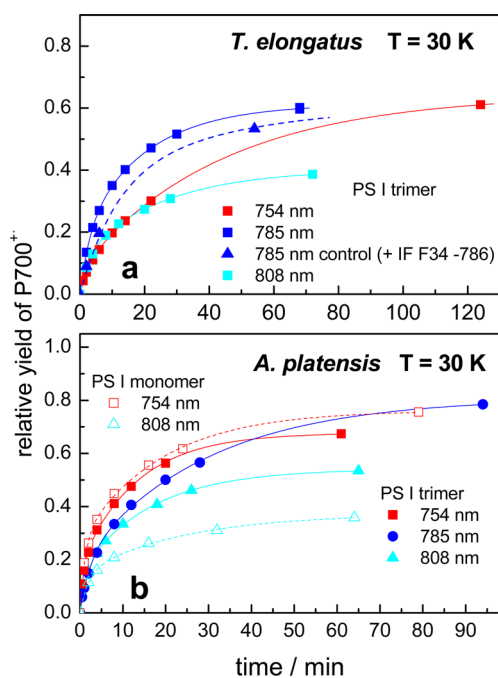 T. elongatus T = 30 K
0.8
0.6
0.4
0.2
0.0
PS I trimer
754 nm
785 nm
785 nm control (+ IF F34 -786)
808 nm
a
0 20 40 60 80 100 120
relative yield of P700+·
A. platensis T = 30 K
1.0
0.8
0.6
0.4
0.2
0.0
PS I monomer
754 nm
808 nm
PS I trimer
754 nm
785 nm
808 nm
b
0 10 20 30 40 50 60 70 80 90
time / min